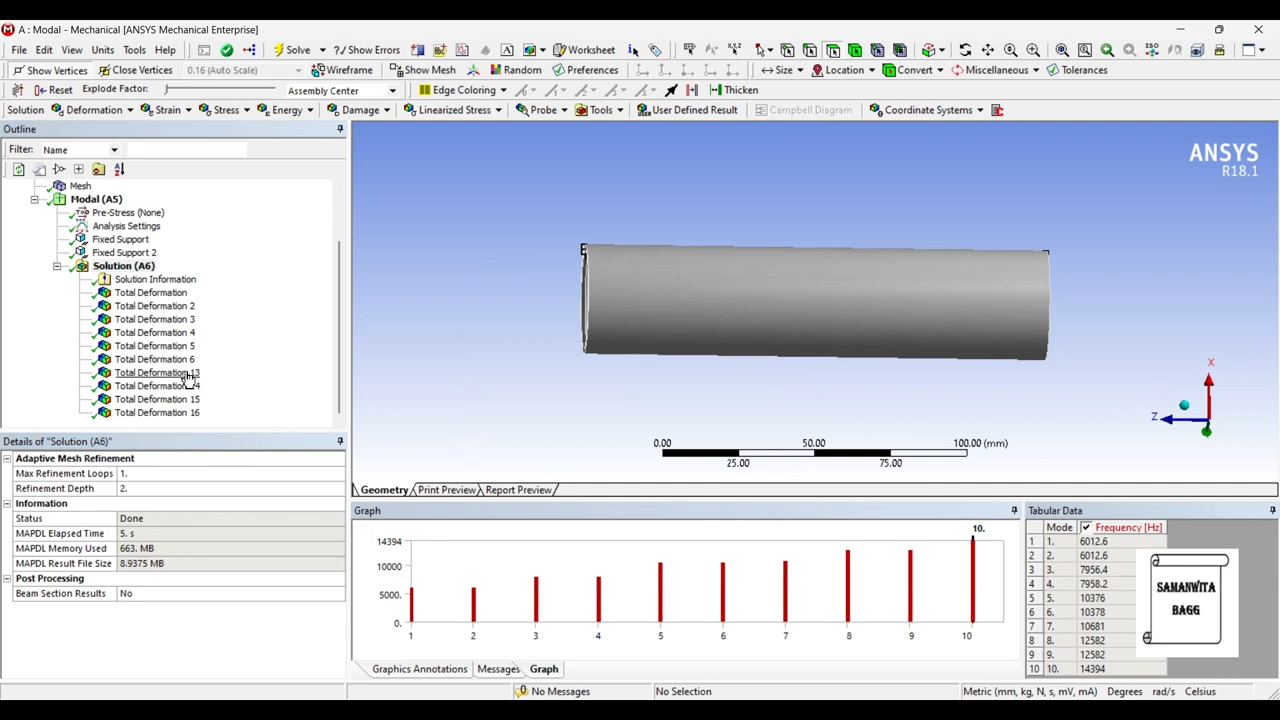 A : Modal - Mechanical [ANSYS Mechanical Enterprise]
File Edit View Units Tools Help Solve ?/ Show Errors Worksheet
Show Vertices Close Vertices 0.16 (Auto Scale) Wireframe Show Mesh Random Preferences Size Location Convert Miscellaneous Tolerances
Reset Explode Factor: Assembly Center Edge Coloring Thicken
Solution Deformation Strain Stress Energy Damage Linearized Stress Probe Tools User Defined Result Campbell Diagram Coordinate Systems
Outline
Filter: Name
Mesh
Modal (A5)
Pre-Stress (None)
Analysis Settings
Fixed Support
Fixed Support 2
Solution (A6)
Solution Information
Total Deformation
Total Deformation 2
Total Deformation 3
Total Deformation 4
Total Deformation 5
Total Deformation 6
Total Deformation 13
Total Deformation
Total Deformation 15
Total Deformation 16
Details of "Solution (A6)"
Adaptive Mesh Refinement
Max Refinement Loops 1.
Refinement Depth 2.
Information
Status Done
MAPDL Elapsed Time 5. s
MAPDL Memory Used 663. MB
MAPDL Result File Size 8.9375 MB
Post Processing
Beam Section Results No
ANSYS
R18.1
X
Z
0.00 50.00 100.00 (mm)
25.00 75.00
Geometry Print Preview Report Preview
Graph
10.
14394
10000
5000.
0.
1 2 3 4 5 6 7 8 9 10
Graphics Annotations Messages Graph
Tabular Data
Mode Frequency [Hz]
1 1. 6012.6
2 2. 6012.6
3 3. 7956.4
4 4. 7958.2
5 5. 10376
6 6. 10378
7 7. 10681
8 8. 12582
9 9. 12582
10 10. 14394
SAMANWITA
BAGG
0 No Messages No Selection Metric (mm, kg, N, s, mV, mA) Degrees rad/s Celsius